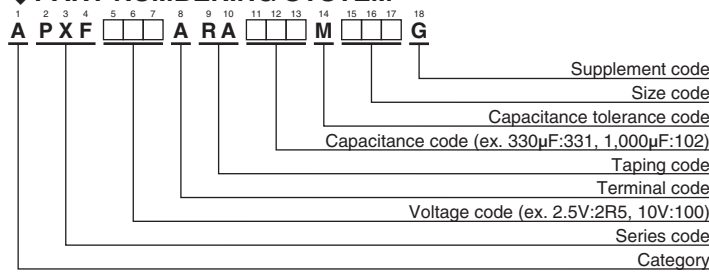 ◆PART NUMBERING SYSTEM
1 2 3 4 5 6 7 8 9 10 11 12 13 14 15 16 17 18
A PXF □□□ A RA □□□ M □□□ G
Supplement code
Size code
Capacitance tolerance code
Capacitance code (ex. 330μF:331, 1,000μF:102)
Taping code
Terminal code
Voltage code (ex. 2.5V:2R5, 10V:100)
Series code
Category